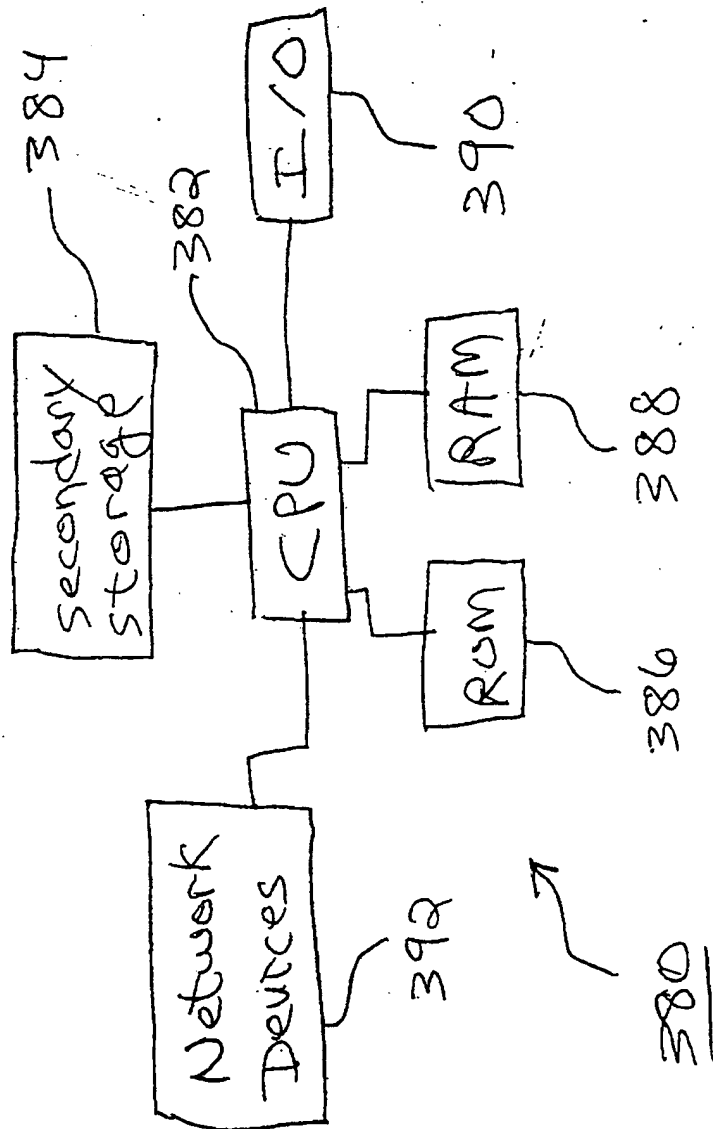 secondary
storage
384
382
Network
Devices
CPU
I/O
392
390
ROM
RAM
386
388
380